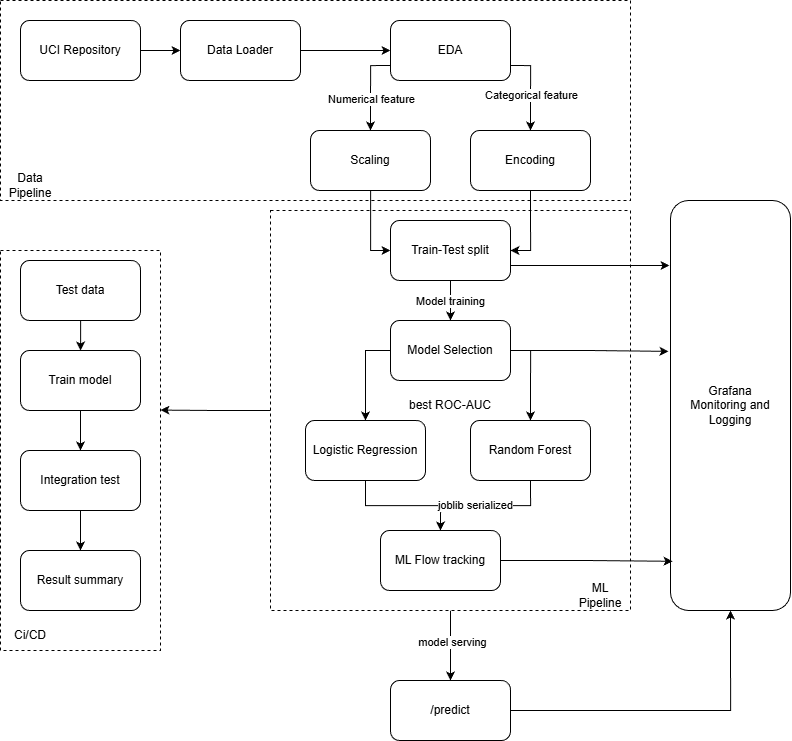 UCI Repository
Data Loader
EDA
Numerical feature
Categorical feature
Scaling
Encoding
Data
Pipeline
Train-Test split
Model training
Model Selection
best ROC-AUC
Logistic Regression
Random Forest
joblib serialized
ML Flow tracking
ML
Pipeline
Test data
Train model
Integration test
Result summary
Ci/CD
Grafana
Monitoring and
Logging
model serving
/predict